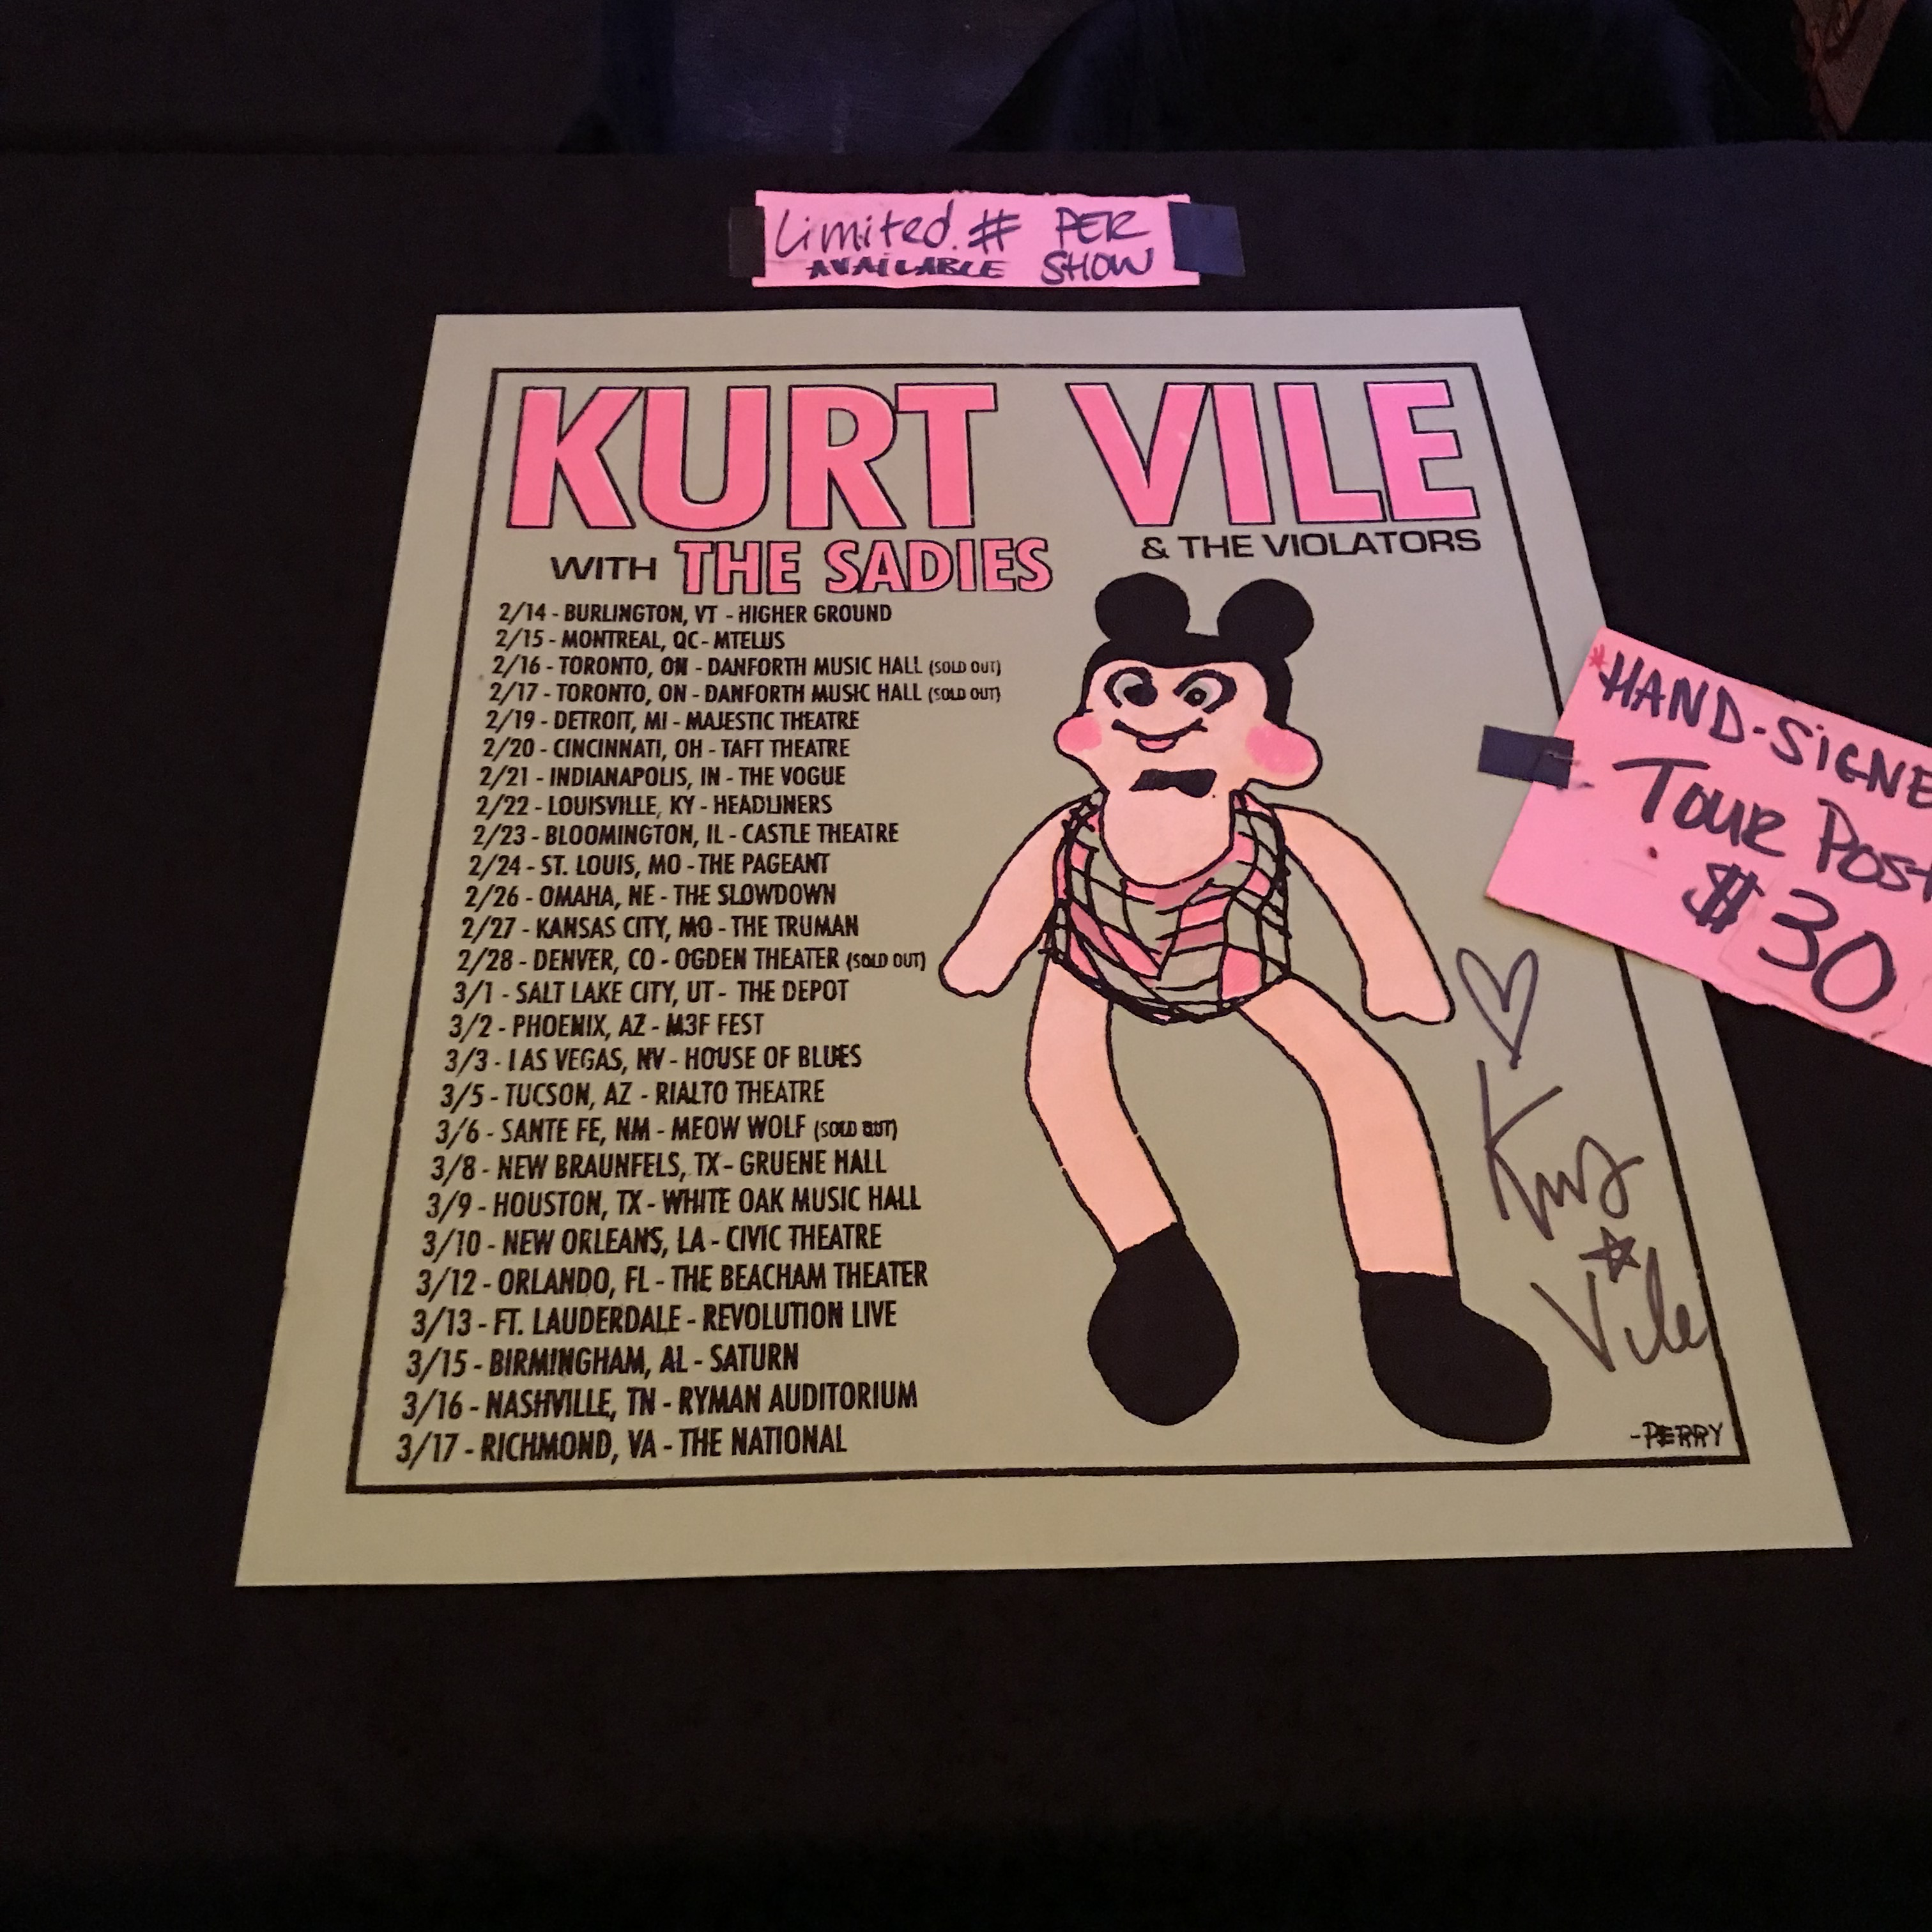 Limited # PER
AVAILABLE SHOW
KURT VILE
& THE VIOLATORS
WITH THE SADIES
2/14 - BURLINGTON, VT - HIGHER GROUND
2/15 - MONTREAL, QC - MTELUS
2/16 - TORONTO, ON - DANFORTH MUSIC HALL (SOLD OUT)
2/17 - TORONTO, ON - DANFORTH MUSIC HALL (SOLD OUT)
2/19 - DETROIT, MI - MAJESTIC THEATRE
2/20 - CINCINNATI, OH - TAFT THEATRE
2/21 - INDIANAPOLIS, IN - THE VOGUE
2/22 - LOUISVILLE, KY - HEADLINERS
2/23 - BLOOMINGTON, IL - CASTLE THEATRE
2/24 - ST. LOUIS, MO - THE PAGEANT
2/26 - OMAHA, NE - THE SLOWDOWN
2/27 - KANSAS CITY, MO - THE TRUMAN
2/28 - DENVER, CO - OGDEN THEATER (SOLD OUT)
3/1 - SALT LAKE CITY, UT - THE DEPOT
3/2 - PHOENIX, AZ - M3F FEST
3/3 - LAS VEGAS, NV - HOUSE OF BLUES
3/5 - TUCSON, AZ - RIALTO THEATRE
3/6 - SANTE FE, NM - MEOW WOLF (SOLD OUT)
3/8 - NEW BRAUNFELS, TX - GRUENE HALL
3/9 - HOUSTON, TX - WHITE OAK MUSIC HALL
3/10 - NEW ORLEANS, LA - CIVIC THEATRE
3/12 - ORLANDO, FL - THE BEACHAM THEATER
3/13 - FT. LAUDERDALE - REVOLUTION LIVE
3/15 - BIRMINGHAM, AL - SATURN
3/16 - NASHVILLE, TN - RYMAN AUDITORIUM
3/17 - RICHMOND, VA - THE NATIONAL
*HAND-SIGNE
TOUR POST
$30
Kurt
Vile
-PERRY